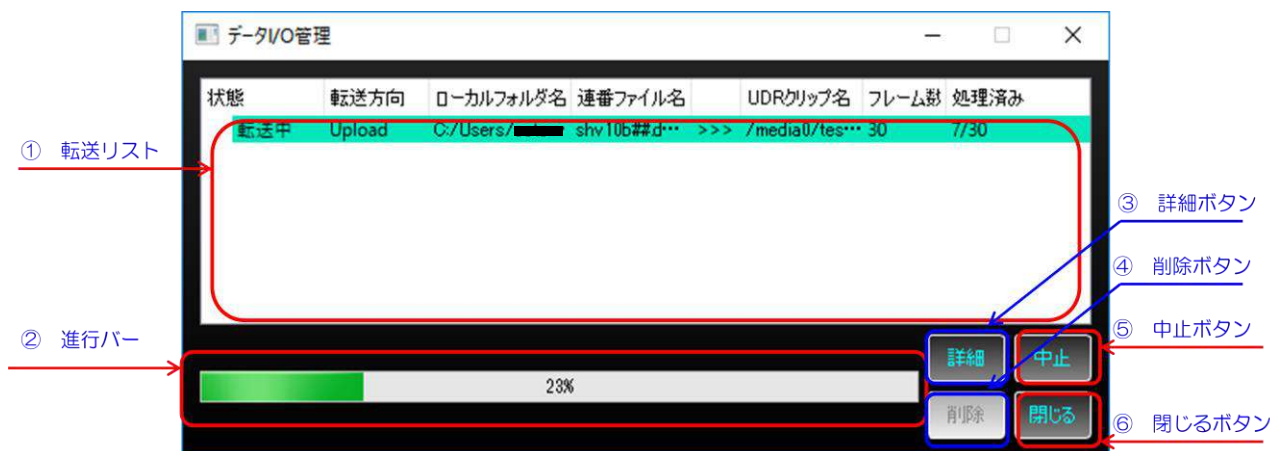 データI/O管理
状態 転送方向 ローカルフォルダ名 連番ファイル名 UDRクリップ名 フレーム数 処理済み
転送中 Upload C:/Users/ shv10b##.d… >>> /media0/tes… 30 7/30
① 転送リスト
③ 詳細ボタン
④ 削除ボタン
② 進行バー
⑤ 中止ボタン
詳細 中止
23%
削除 閉じる
⑥ 閉じるボタン